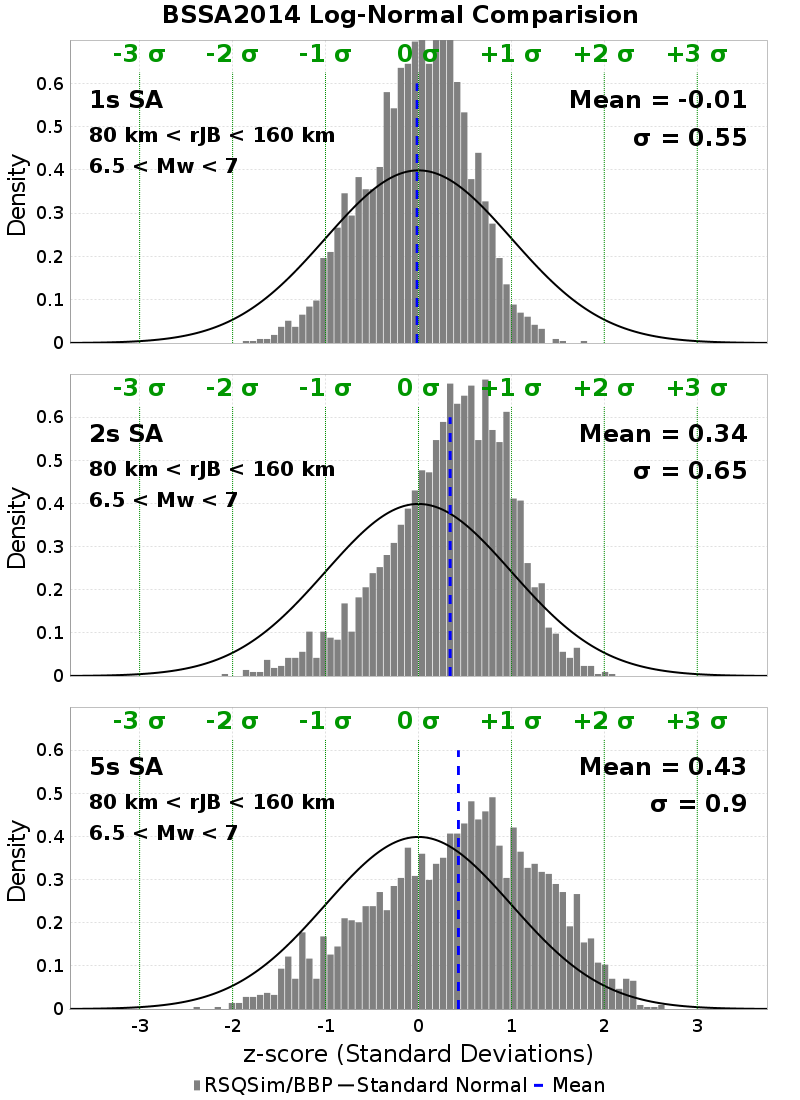 BSSA2014 Log-Normal Comparision
-3 σ -2 σ -1 σ 0 σ +1 σ +2 σ +3 σ
1s SA
Mean = -0.01
80 km < rJB < 160 km
σ = 0.55
6.5 < Mw < 7
Density
0.6
0.5
0.4
0.3
0.2
0.1
0
-3 σ -2 σ -1 σ 0 σ +1 σ +2 σ +3 σ
2s SA
Mean = 0.34
80 km < rJB < 160 km
σ = 0.65
6.5 < Mw < 7
Density
0.6
0.5
0.4
0.3
0.2
0.1
0
-3 σ -2 σ -1 σ 0 σ +1 σ +2 σ +3 σ
5s SA
Mean = 0.43
80 km < rJB < 160 km
σ = 0.9
6.5 < Mw < 7
Density
0.6
0.5
0.4
0.3
0.2
0.1
0
-3 -2 -1 0 1 2 3
z-score (Standard Deviations)
RSQSim/BBP Standard Normal Mean